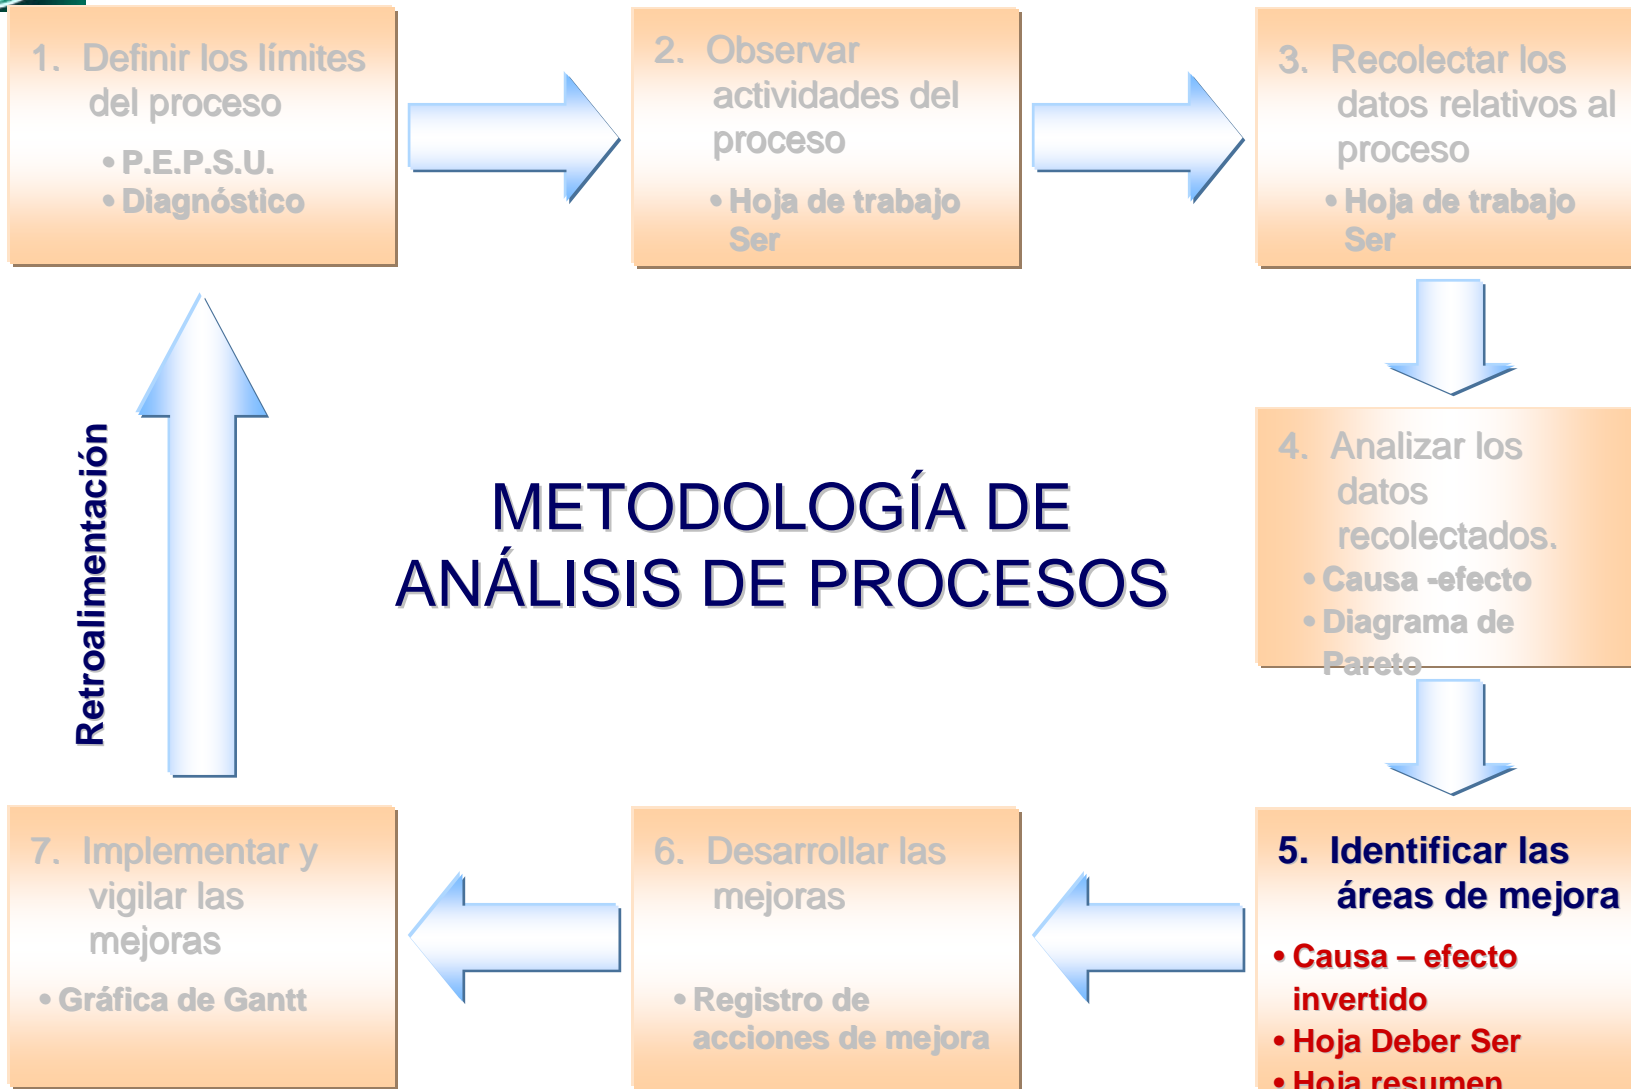 1. Definir los límites
del proceso
• P.E.P.S.U.
• Diagnóstico
2. Observar
actividades del
proceso
• Hoja de trabajo
Ser
3. Recolectar los
datos relativos al
proceso
• Hoja de trabajo
Ser
4. Analizar los
datos
recolectados.
• Causa -efecto
• Diagrama de
Pareto
METODOLOGÍA DE
ANÁLISIS DE PROCESOS
Retroalimentación
5. Identificar las
áreas de mejora
• Causa – efecto
invertido
• Hoja Deber Ser
• Hoja resumen
6. Desarrollar las
mejoras
• Registro de
acciones de mejora
7. Implementar y
vigilar las
mejoras
• Gráfica de Gantt